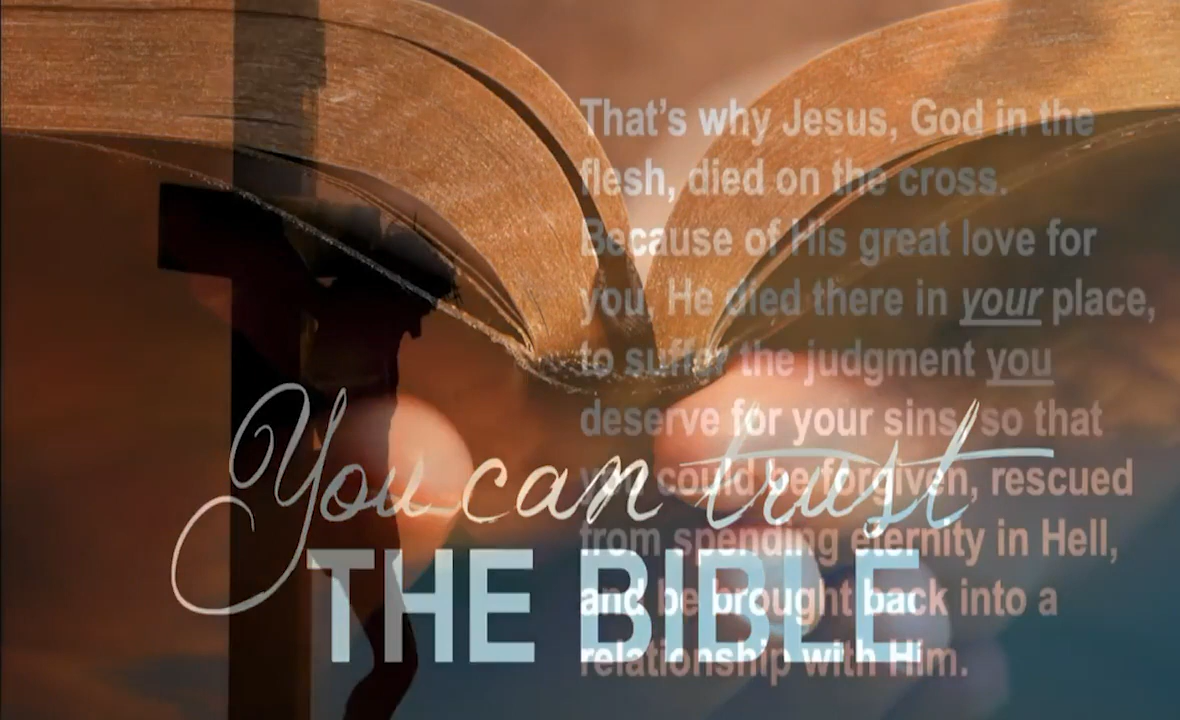 That's why Jesus, God in the
flesh, died on the cross.
Because of His great love for
you, He died there in your place,
to suffer the judgment you
deserve for your sins, so that
you could be forgiven, rescued
from spending eternity in Hell,
and be brought back into a
relationship with Him.
You can trust
THE BIBLE